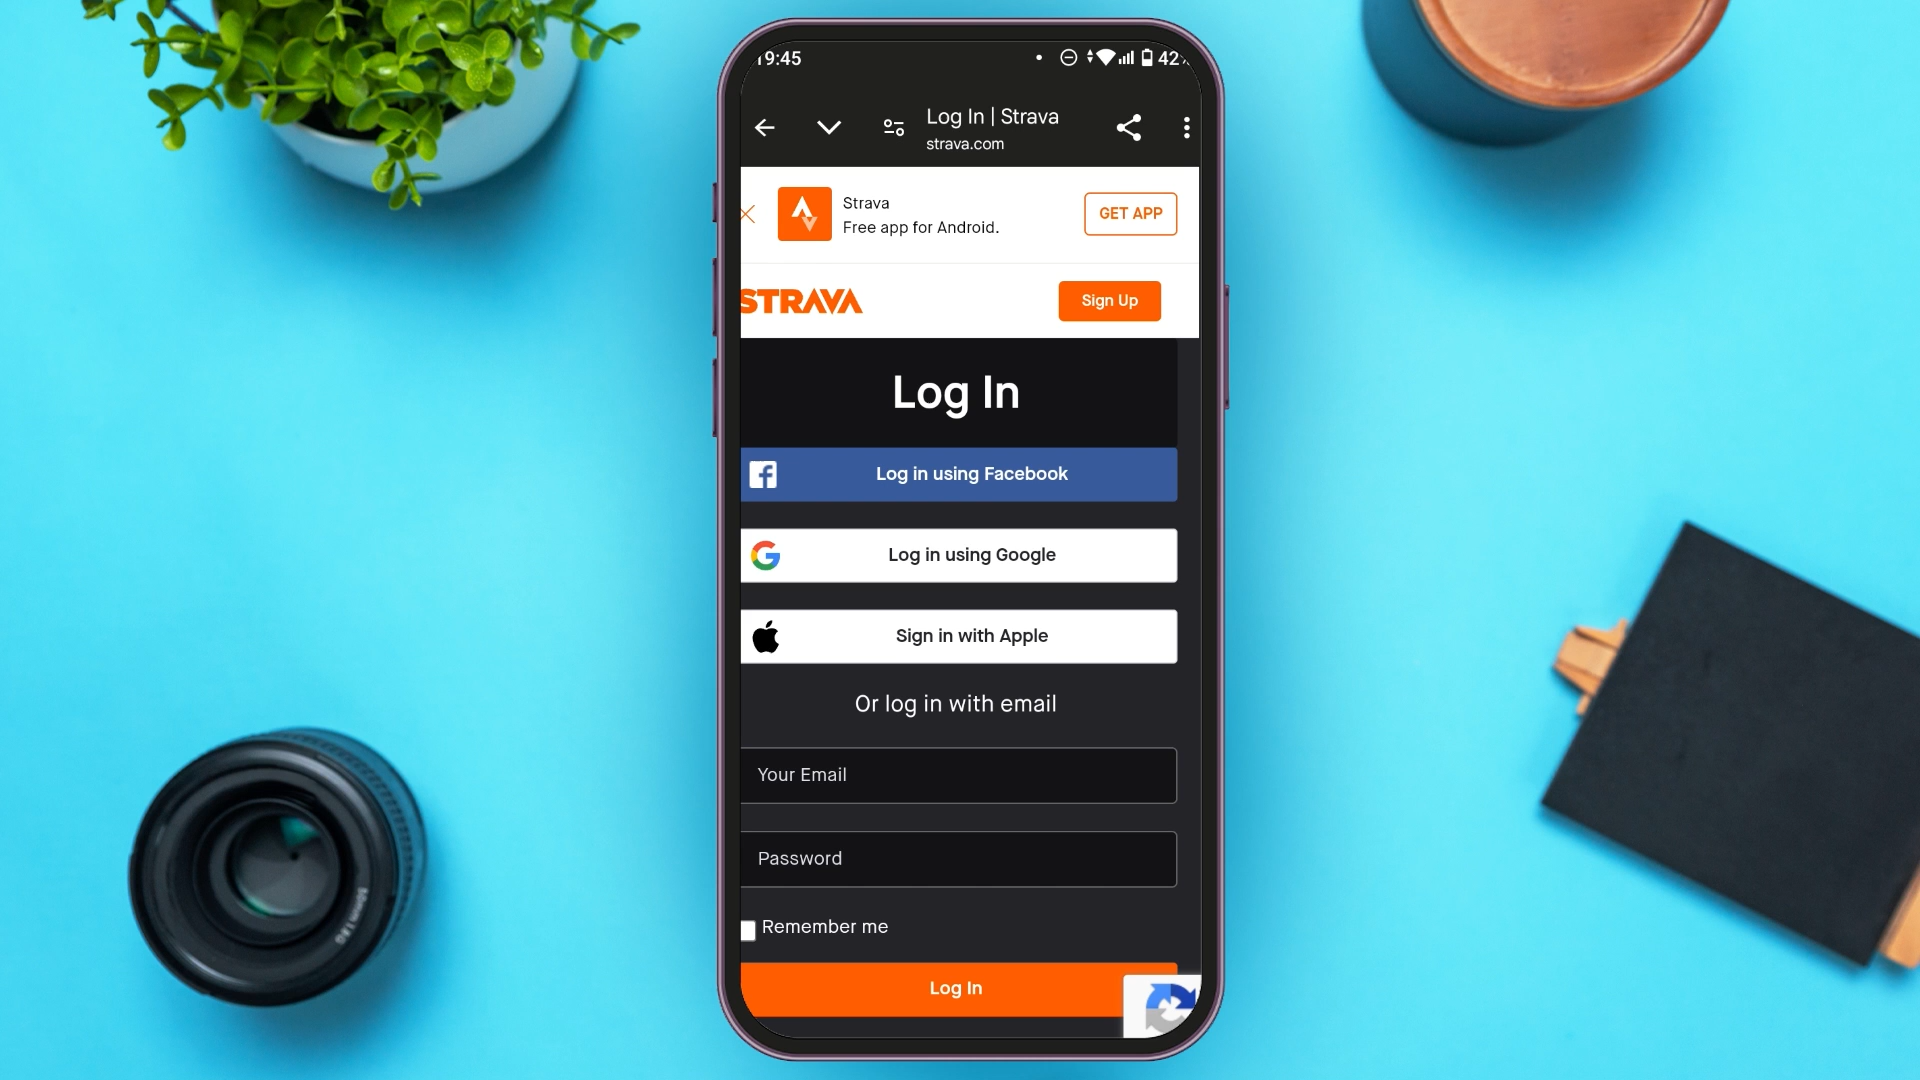 19:45
42%
Log In | Strava
strava.com
Strava
Free app for Android.
GET APP
STRAVA
Sign Up
Log In
Log in using Facebook
Log in using Google
Sign in with Apple
Or log in with email
Your Email
Password
Remember me
Log In